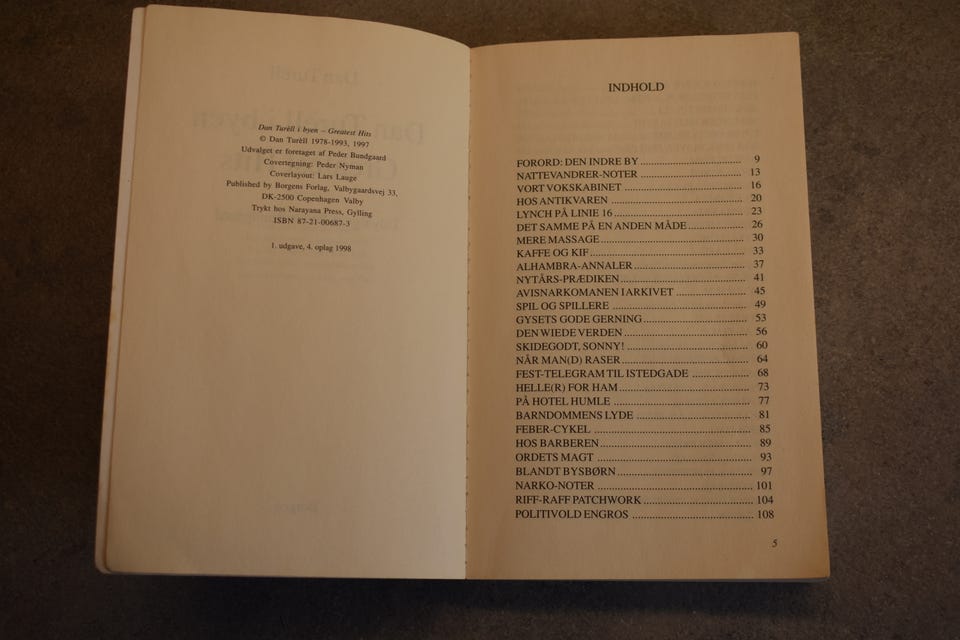 Dan Turèll i byen – Greatest Hits
© Dan Turèll 1978-1993, 1997
Udvalget er foretaget af Peder Bundgaard
Covertegning: Peder Nyman
Coverlayout: Lars Lauge
Published by Borgens Forlag, Valbygaardsvej 33,
DK-2500 Copenhagen Valby
Trykt hos Narayana Press, Gylling
ISBN 87-21-00687-3
1. udgave, 4. oplag 1998
INDHOLD
FORORD: DEN INDRE BY 9
NATTEVANDRER-NOTER 13
VORT VOKSKABINET 16
HOS ANTIKVAREN 20
LYNCH PÅ LINIE 16 23
DET SAMME PÅ EN ANDEN MÅDE 26
MERE MASSAGE 30
KAFFE OG KIF 33
ALHAMBRA-ANNALER 37
NYTÅRS-PRÆDIKEN 41
AVISNARKOMANEN I ARKIVET 45
SPIL OG SPILLERE 49
GYSETS GODE GERNING 53
DEN WIEDE VERDEN 56
SKIDEGODT, SONNY! 60
NÅR MAN(D) RASER 64
FEST-TELEGRAM TIL ISTEDGADE 68
HELLE(R) FOR HAM 73
PÅ HOTEL HUMLE 77
BARNDOMMENS LYDE 81
FEBER-CYKEL 85
HOS BARBEREN 89
ORDETS MAGT 93
BLANDT BYSBØRN 97
NARKO-NOTER 101
RIFF-RAFF PATCHWORK 104
POLITIVOLD ENGROS 108
5